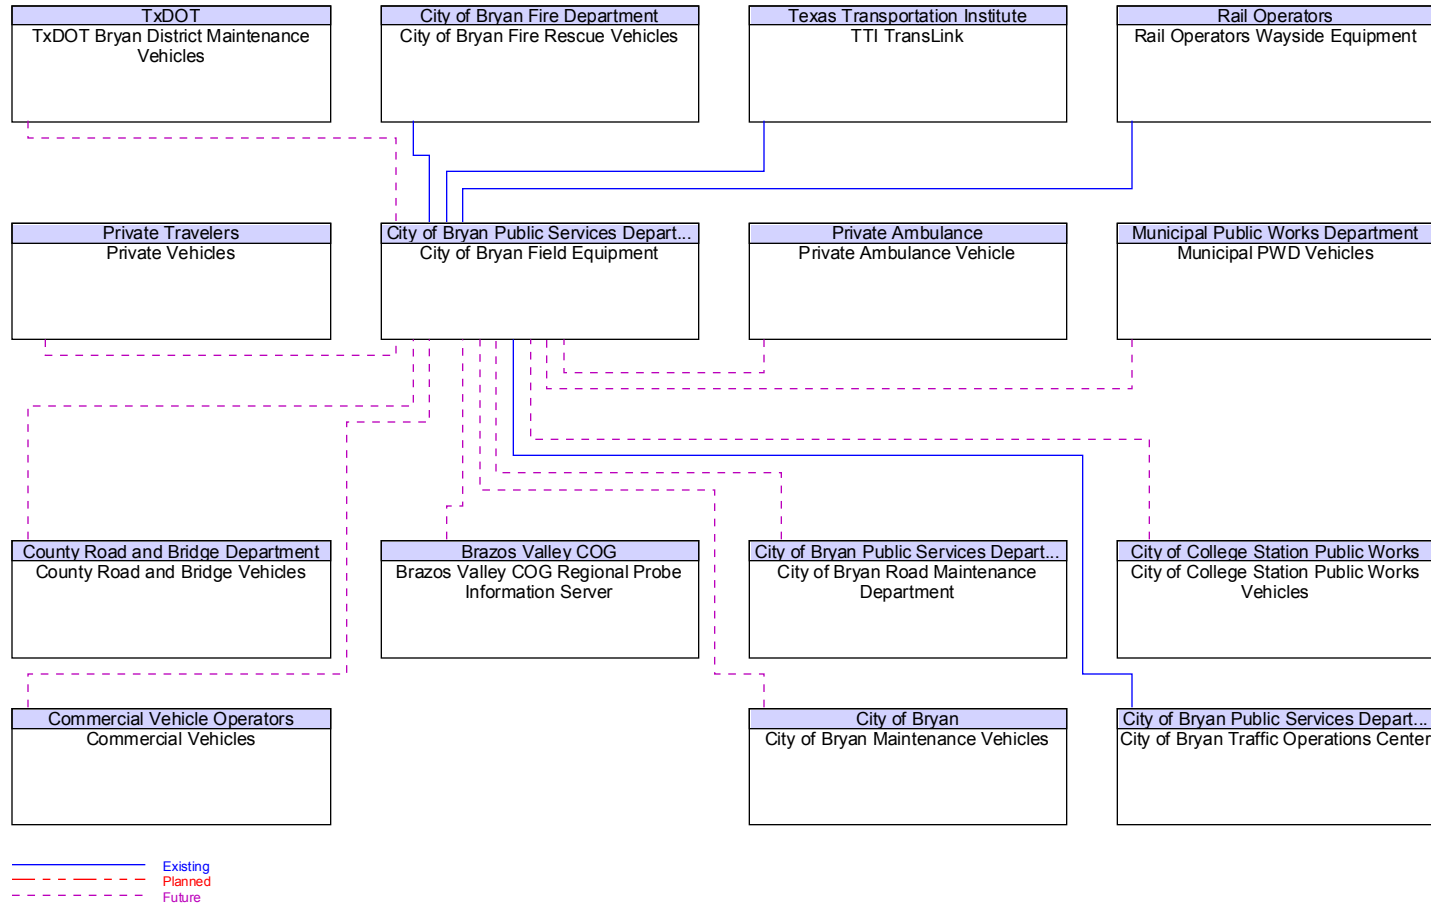 TxDOT
TxDOT Bryan District Maintenance
Vehicles
City of Bryan Fire Department
City of Bryan Fire Rescue Vehicles
Texas Transportation Institute
TTI TransLink
Rail Operators
Rail Operators Wayside Equipment
Private Travelers
Private Vehicles
City of Bryan Public Services Depart...
City of Bryan Field Equipment
Private Ambulance
Private Ambulance Vehicle
Municipal Public Works Department
Municipal PWD Vehicles
County Road and Bridge Department
County Road and Bridge Vehicles
Brazos Valley COG
Brazos Valley COG Regional Probe
Information Server
City of Bryan Public Services Depart...
City of Bryan Road Maintenance
Department
City of College Station Public Works
City of College Station Public Works
Vehicles
Commercial Vehicle Operators
Commercial Vehicles
City of Bryan
City of Bryan Maintenance Vehicles
City of Bryan Public Services Depart...
City of Bryan Traffic Operations Center
Existing
Planned
Future